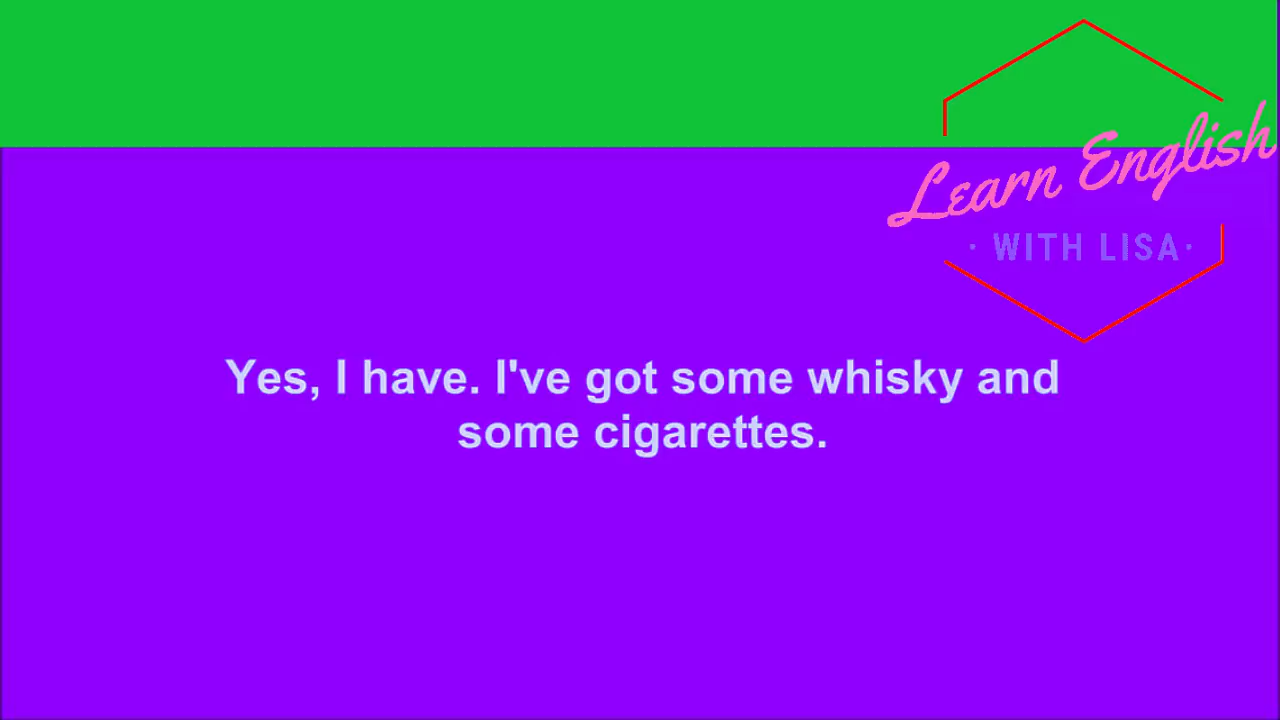 Learn English
· WITH LISA·
Yes, I have. I've got some whisky and
some cigarettes.